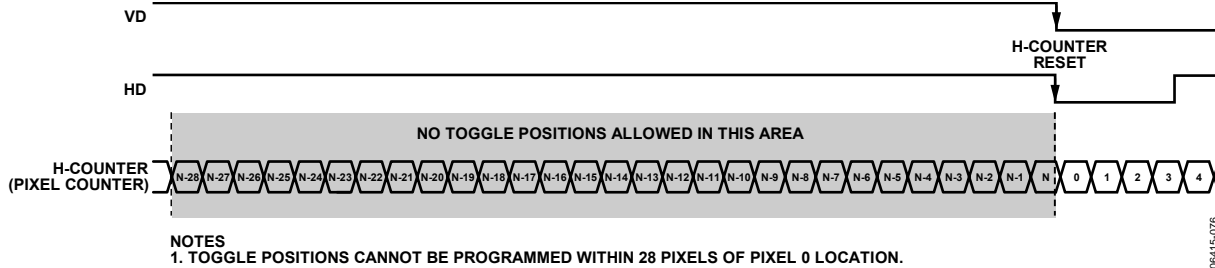 VD
H-COUNTER
RESET
HD
NO TOGGLE POSITIONS ALLOWED IN THIS AREA
H-COUNTER
(PIXEL COUNTER)
N-28 N-27 N-26 N-25 N-24 N-23 N-22 N-21 N-20 N-19 N-18 N-17 N-16 N-15 N-14 N-13 N-12 N-11 N-10 N-9 N-8 N-7 N-6 N-5 N-4 N-3 N-2 N-1 N 0 1 2 3 4
NOTES
1. TOGGLE POSITIONS CANNOT BE PROGRAMMED WITHIN 28 PIXELS OF PIXEL 0 LOCATION.
06415-076